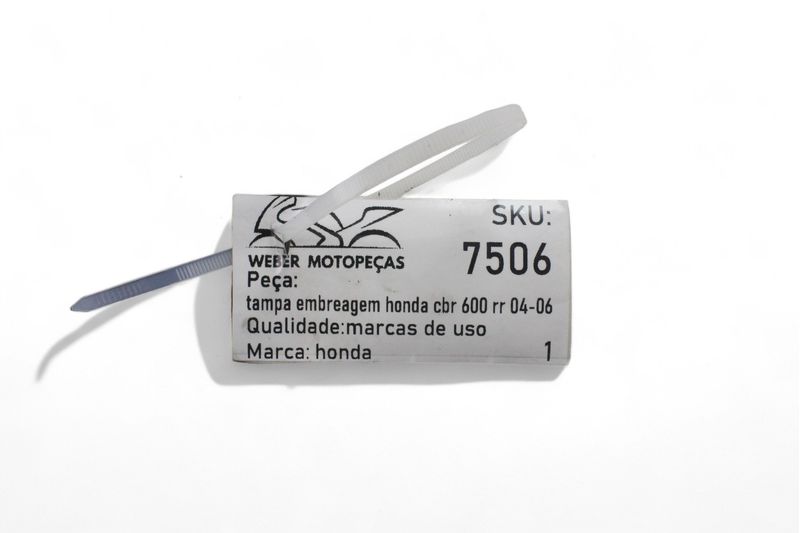 SKU:
WEBER MOTOPEÇAS
7506
Peça:
tampa embreagem honda cbr 600 rr 04-06
Qualidade:marcas de uso
Marca: honda
1